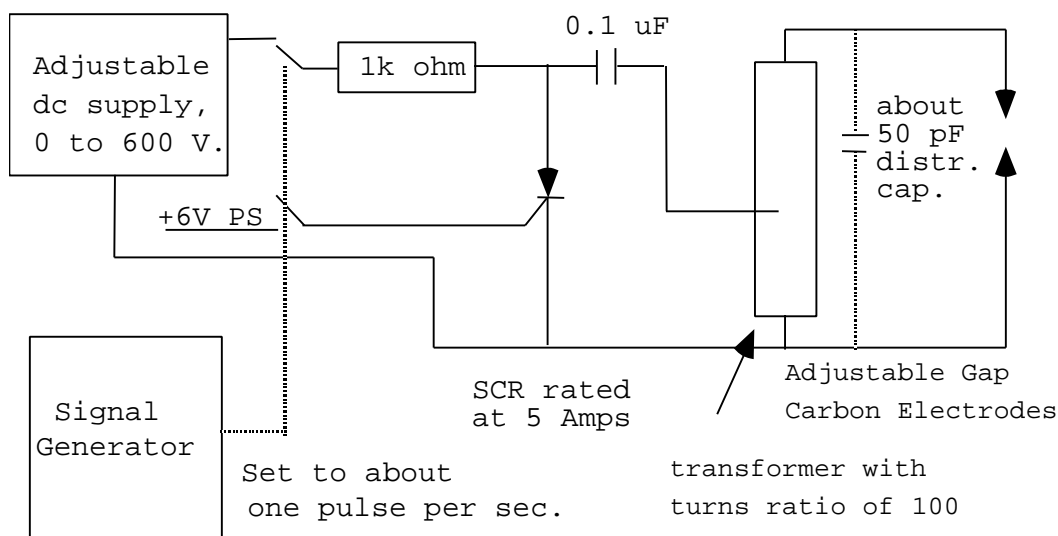 Adjustable
dc supply,
0 to 600 V.
1k ohm
0.1 uF
about
50 pF
distr.
cap.
+6V PS
Signal
Generator
Set to about
one pulse per sec.
SCR rated
at 5 Amps
Adjustable Gap
Carbon Electrodes
transformer with
turns ratio of 100